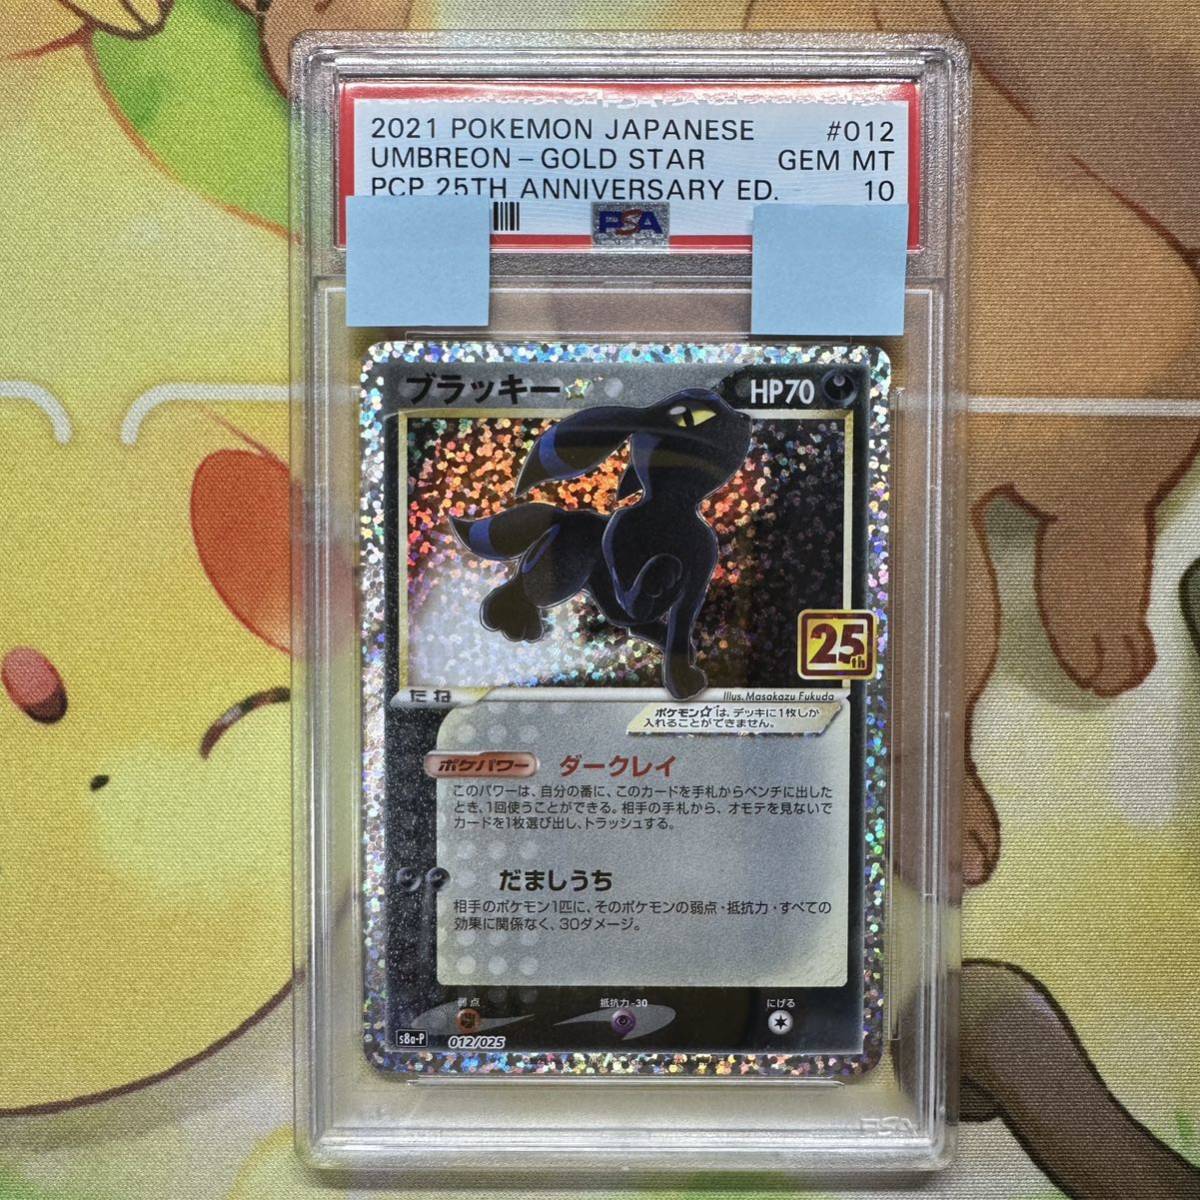 2021 POKEMON JAPANESE #012
UMBREON - GOLD STAR GEM MT
PCP 25TH ANNIVERSARY ED. 10
PSA
ブラッキー☆ HP70
25th
たね Illus. Masakazu Fukuda
ポケモン☆は、デッキに1枚しか
入れることができません。
ポケパワー ダークレイ
このパワーは、自分の番に、このカードを手札からベンチに出した
とき、1回使うことができる。相手の手札から、オモテを見ないで
カードを1枚選び出し、トラッシュする。
だましうち
相手のポケモン1匹に、そのポケモンの弱点・抵抗力・すべての
効果に関係なく、30ダメージ。
弱点 抵抗力 -30 にげる
s8a-P 012/025
PSA